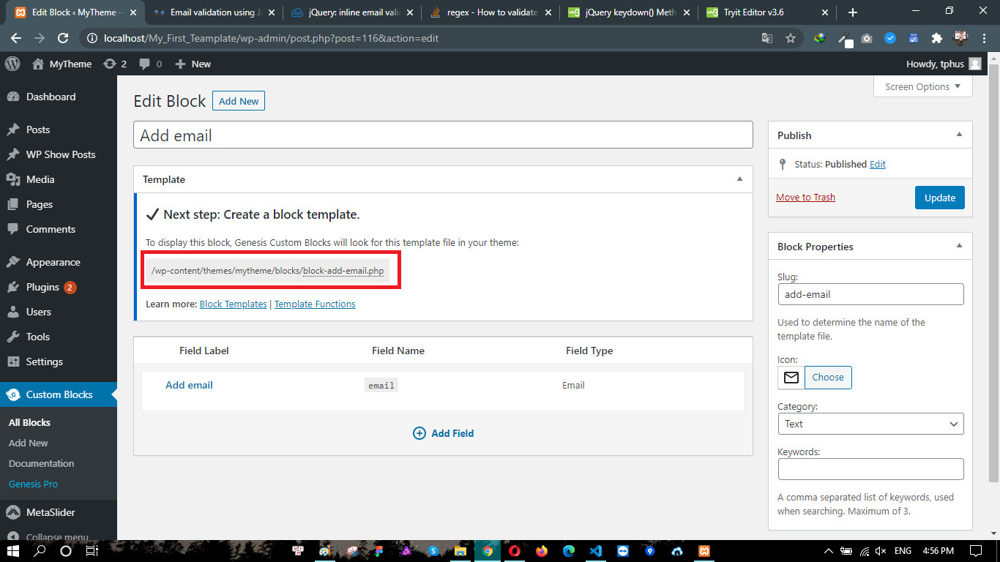 Edit Block ‹ MyTheme –
Email validation using Ja
jQuery: inline email vali
regex - How to validate
jQuery keydown() Meth
Tryit Editor v3.6
localhost/My_First_Teamplate/wp-admin/post.php?post=116&action=edit
MyTheme
2
0
New
Howdy, tphus
Screen Options
Dashboard
Posts
WP Show Posts
Media
Pages
Comments
Appearance
Plugins 2
Users
Tools
Settings
Custom Blocks
All Blocks
Add New
Documentation
Genesis Pro
MetaSlider
Collapse menu
Edit Block
Add New
Add email
Template
Next step: Create a block template.
To display this block, Genesis Custom Blocks will look for this template file in your theme:
/wp-content/themes/mytheme/blocks/block-add-email.php
Learn more: Block Templates | Template Functions
Field Label
Field Name
Field Type
Add email
email
Email
Add Field
Publish
Status: Published Edit
Move to Trash
Update
Block Properties
Slug:
add-email
Used to determine the name of the
template file.
Icon:
Choose
Category:
Text
Keywords:
A comma separated list of keywords, used
when searching. Maximum of 3.
ENG
4:56 PM